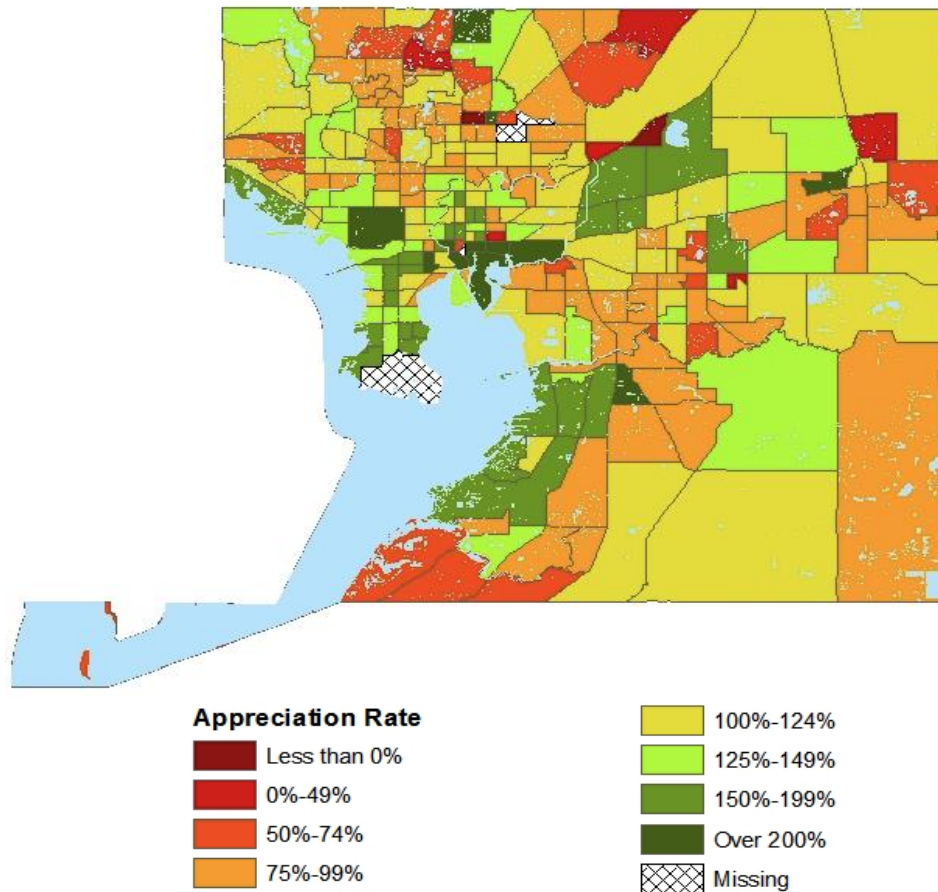 Appreciation Rate
Less than 0%
0%-49%
50%-74%
75%-99%
100%-124%
125%-149%
150%-199%
Over 200%
Missing